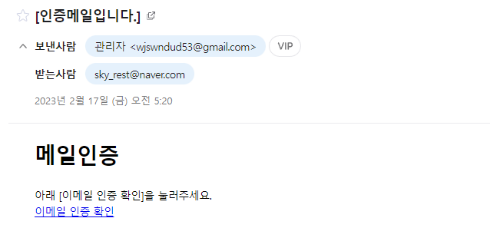 [인증메일입니다.]
보낸사람 관리자 <wjswndud53@gmail.com> VIP
받는사람 sky_rest@naver.com
2023년 2월 17일 (금) 오전 5:20
메일인증
아래 [이메일 인증 확인]을 눌러주세요.
이메일 인증 확인